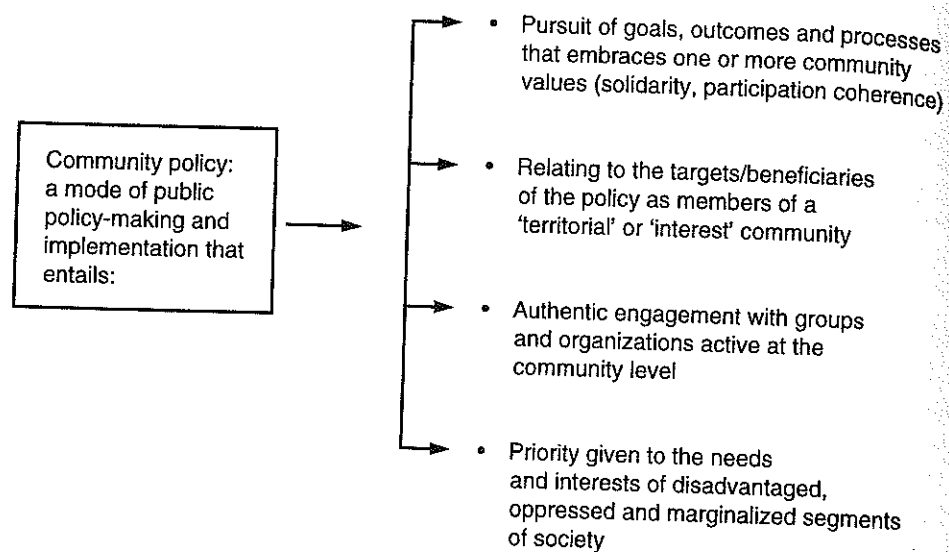 Community policy:
a mode of public
policy-making and
implementation that
entails:
• Pursuit of goals, outcomes and processes
that embraces one or more community
values (solidarity, participation coherence)
• Relating to the targets/beneficiaries
of the policy as members of a
'territorial' or 'interest' community
• Authentic engagement with groups
and organizations active at the
community level
• Priority given to the needs
and interests of disadvantaged,
oppressed and marginalized segments
of society